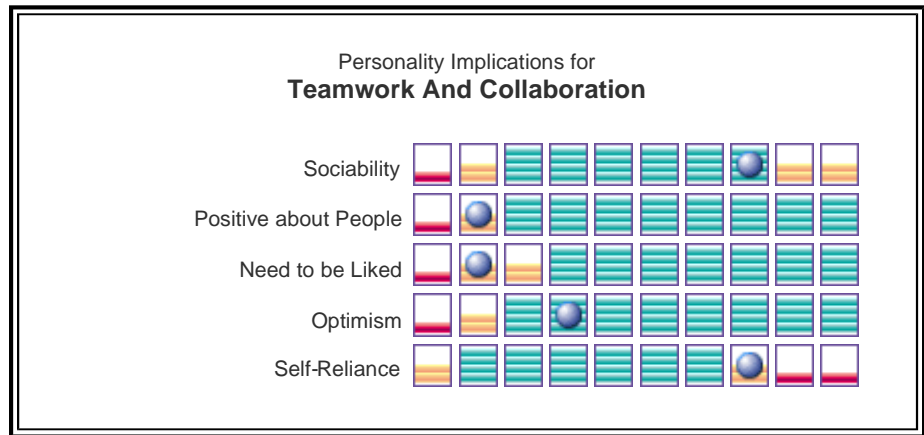 Personality Implications for
Teamwork And Collaboration
Sociability
Positive about People
Need to be Liked
Optimism
Self-Reliance